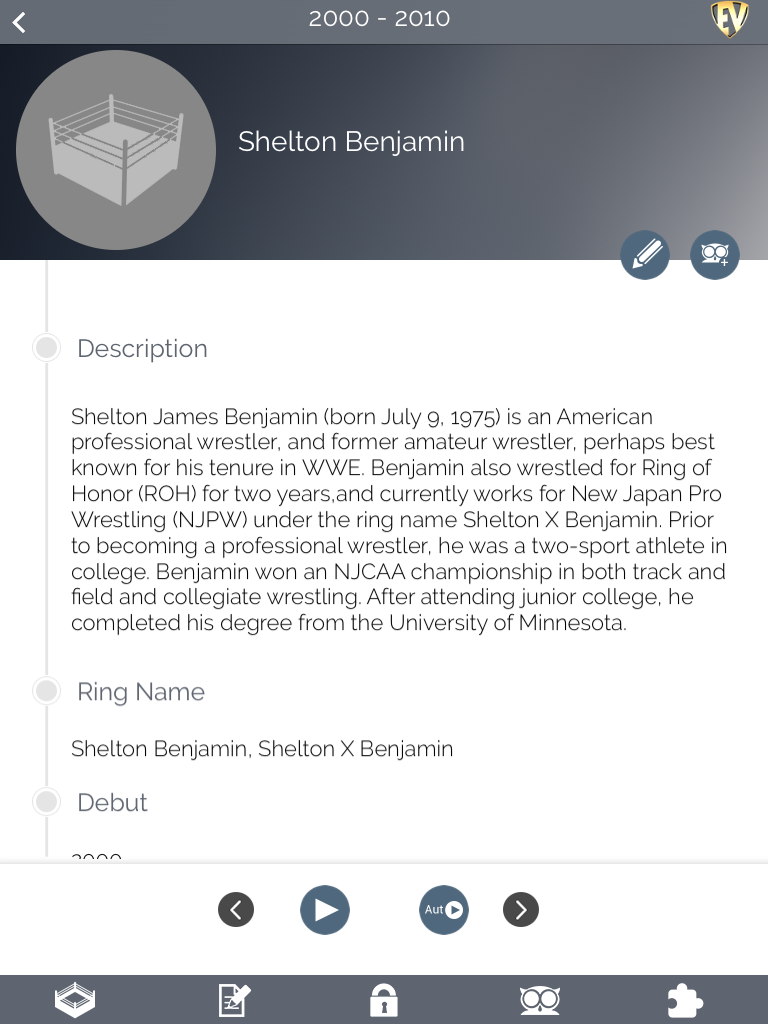 2000 - 2010
EV
Shelton Benjamin
Description
Shelton James Benjamin (born July 9, 1975) is an American
professional wrestler, and former amateur wrestler, perhaps best
known for his tenure in WWE. Benjamin also wrestled for Ring of
Honor (ROH) for two years,and currently works for New Japan Pro
Wrestling (NJPW) under the ring name Shelton X Benjamin. Prior
to becoming a professional wrestler, he was a two-sport athlete in
college. Benjamin won an NJCAA championship in both track and
field and collegiate wrestling. After attending junior college, he
completed his degree from the University of Minnesota.
Ring Name
Shelton Benjamin, Shelton X Benjamin
Debut
2000
Aut